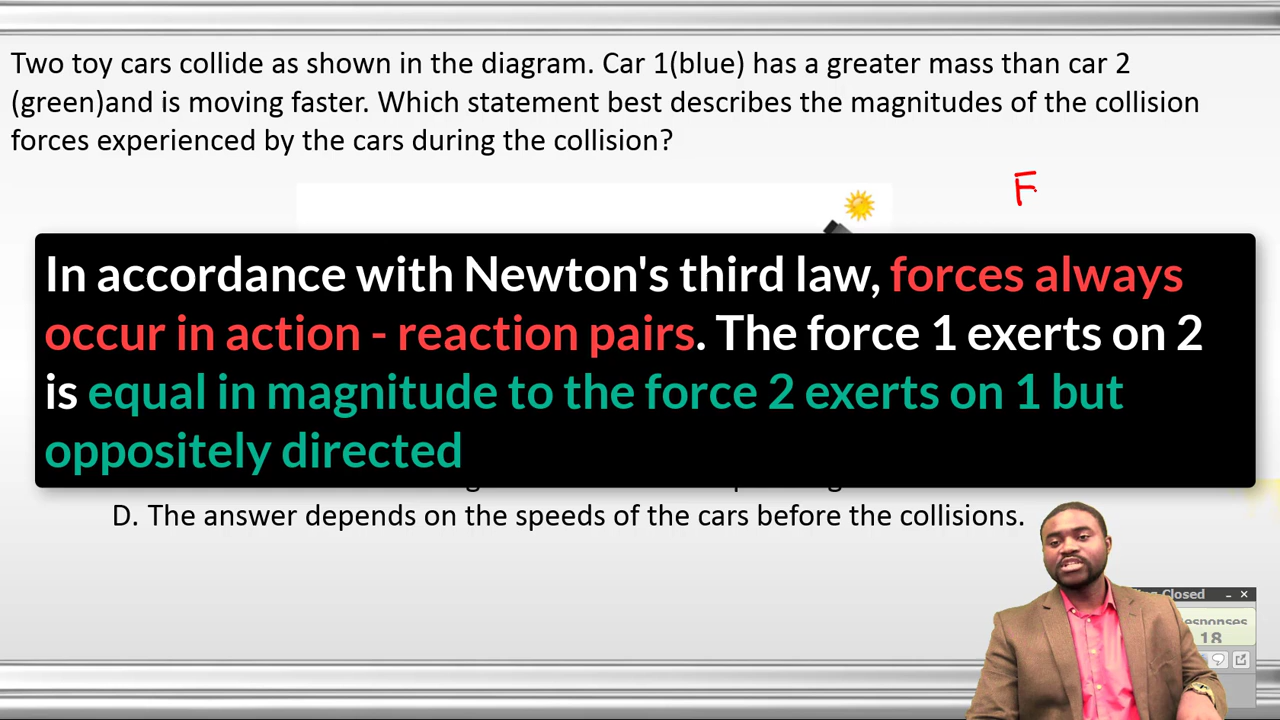 Two toy cars collide as shown in the diagram. Car 1(blue) has a greater mass than car 2
(green)and is moving faster. Which statement best describes the magnitudes of the collision
forces experienced by the cars during the collision?
F
In accordance with Newton's third law, forces always
occur in action - reaction pairs. The force 1 exerts on 2
is equal in magnitude to the force 2 exerts on 1 but
oppositely directed
D. The answer depends on the speeds of the cars before the collisions.
Closed
18